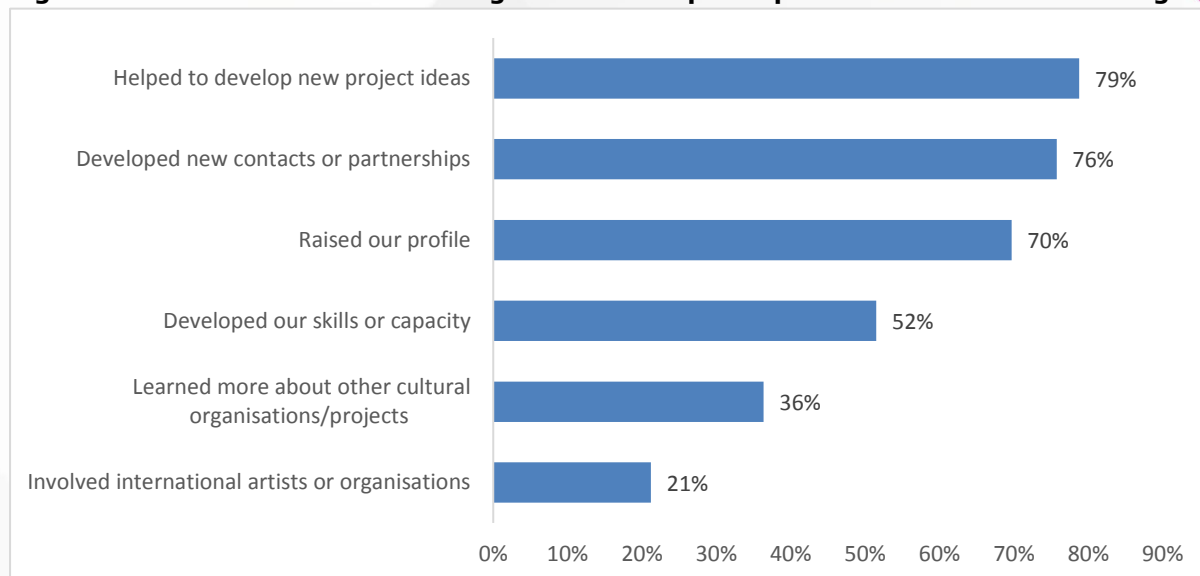 Helped to develop new project ideas
79%
Developed new contacts or partnerships
76%
Raised our profile
70%
Developed our skills or capacity
52%
Learned more about other cultural
organisations/projects
36%
Involved international artists or organisations
21%
0% 10% 20% 30% 40% 50% 60% 70% 80% 90%